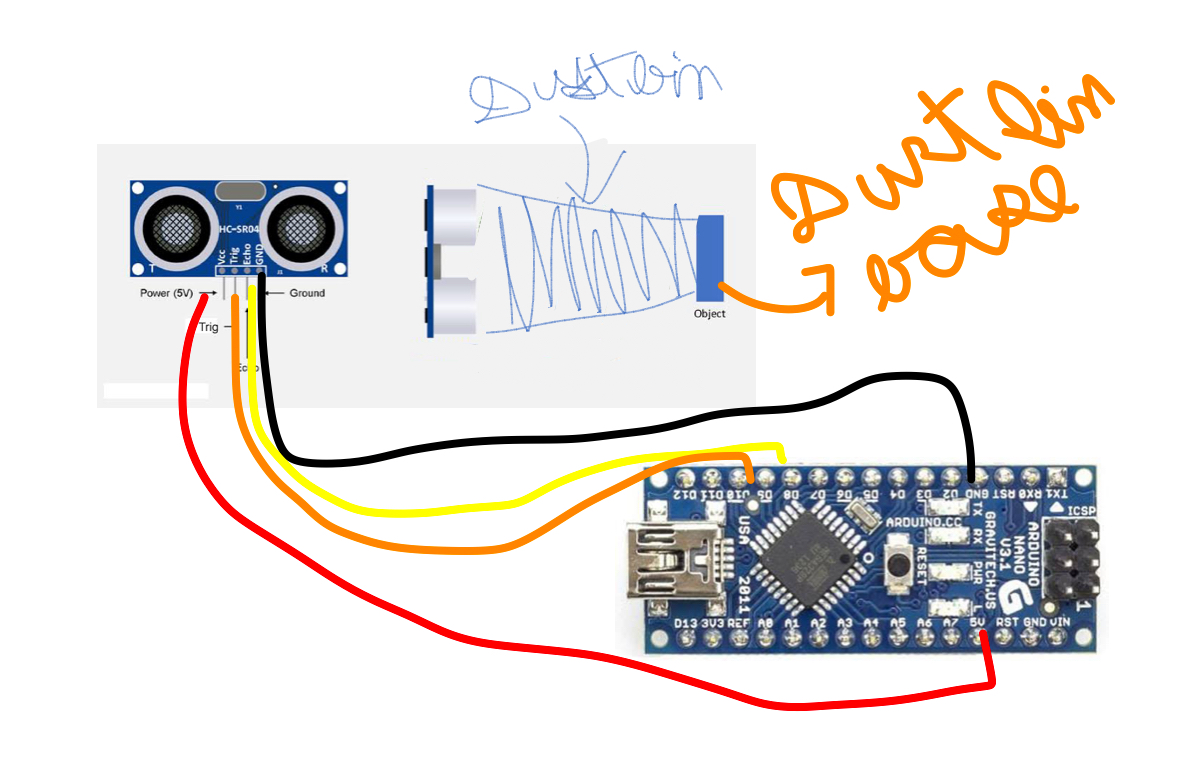 Dustbin
Dustbin
base
Y1
HC-SR04
Vcc
Trig
Echo
GND
T
J1
R
Power (5V)
Ground
Trig
Echo
Object
D12 D11 D10 D9 D8 D7 D6 D5 D4 D3 D2 GND RST RX0 TX1
USA
2011
ARDUINO.CC
RESET
TX
RX
PWR
L
GRAVITECH.US
ARDUINO
NANO
V3.1
G
ICSP
1
D13 3V3 REF A0 A1 A2 A3 A4 A5 A6 A7 5V RST GND VIN